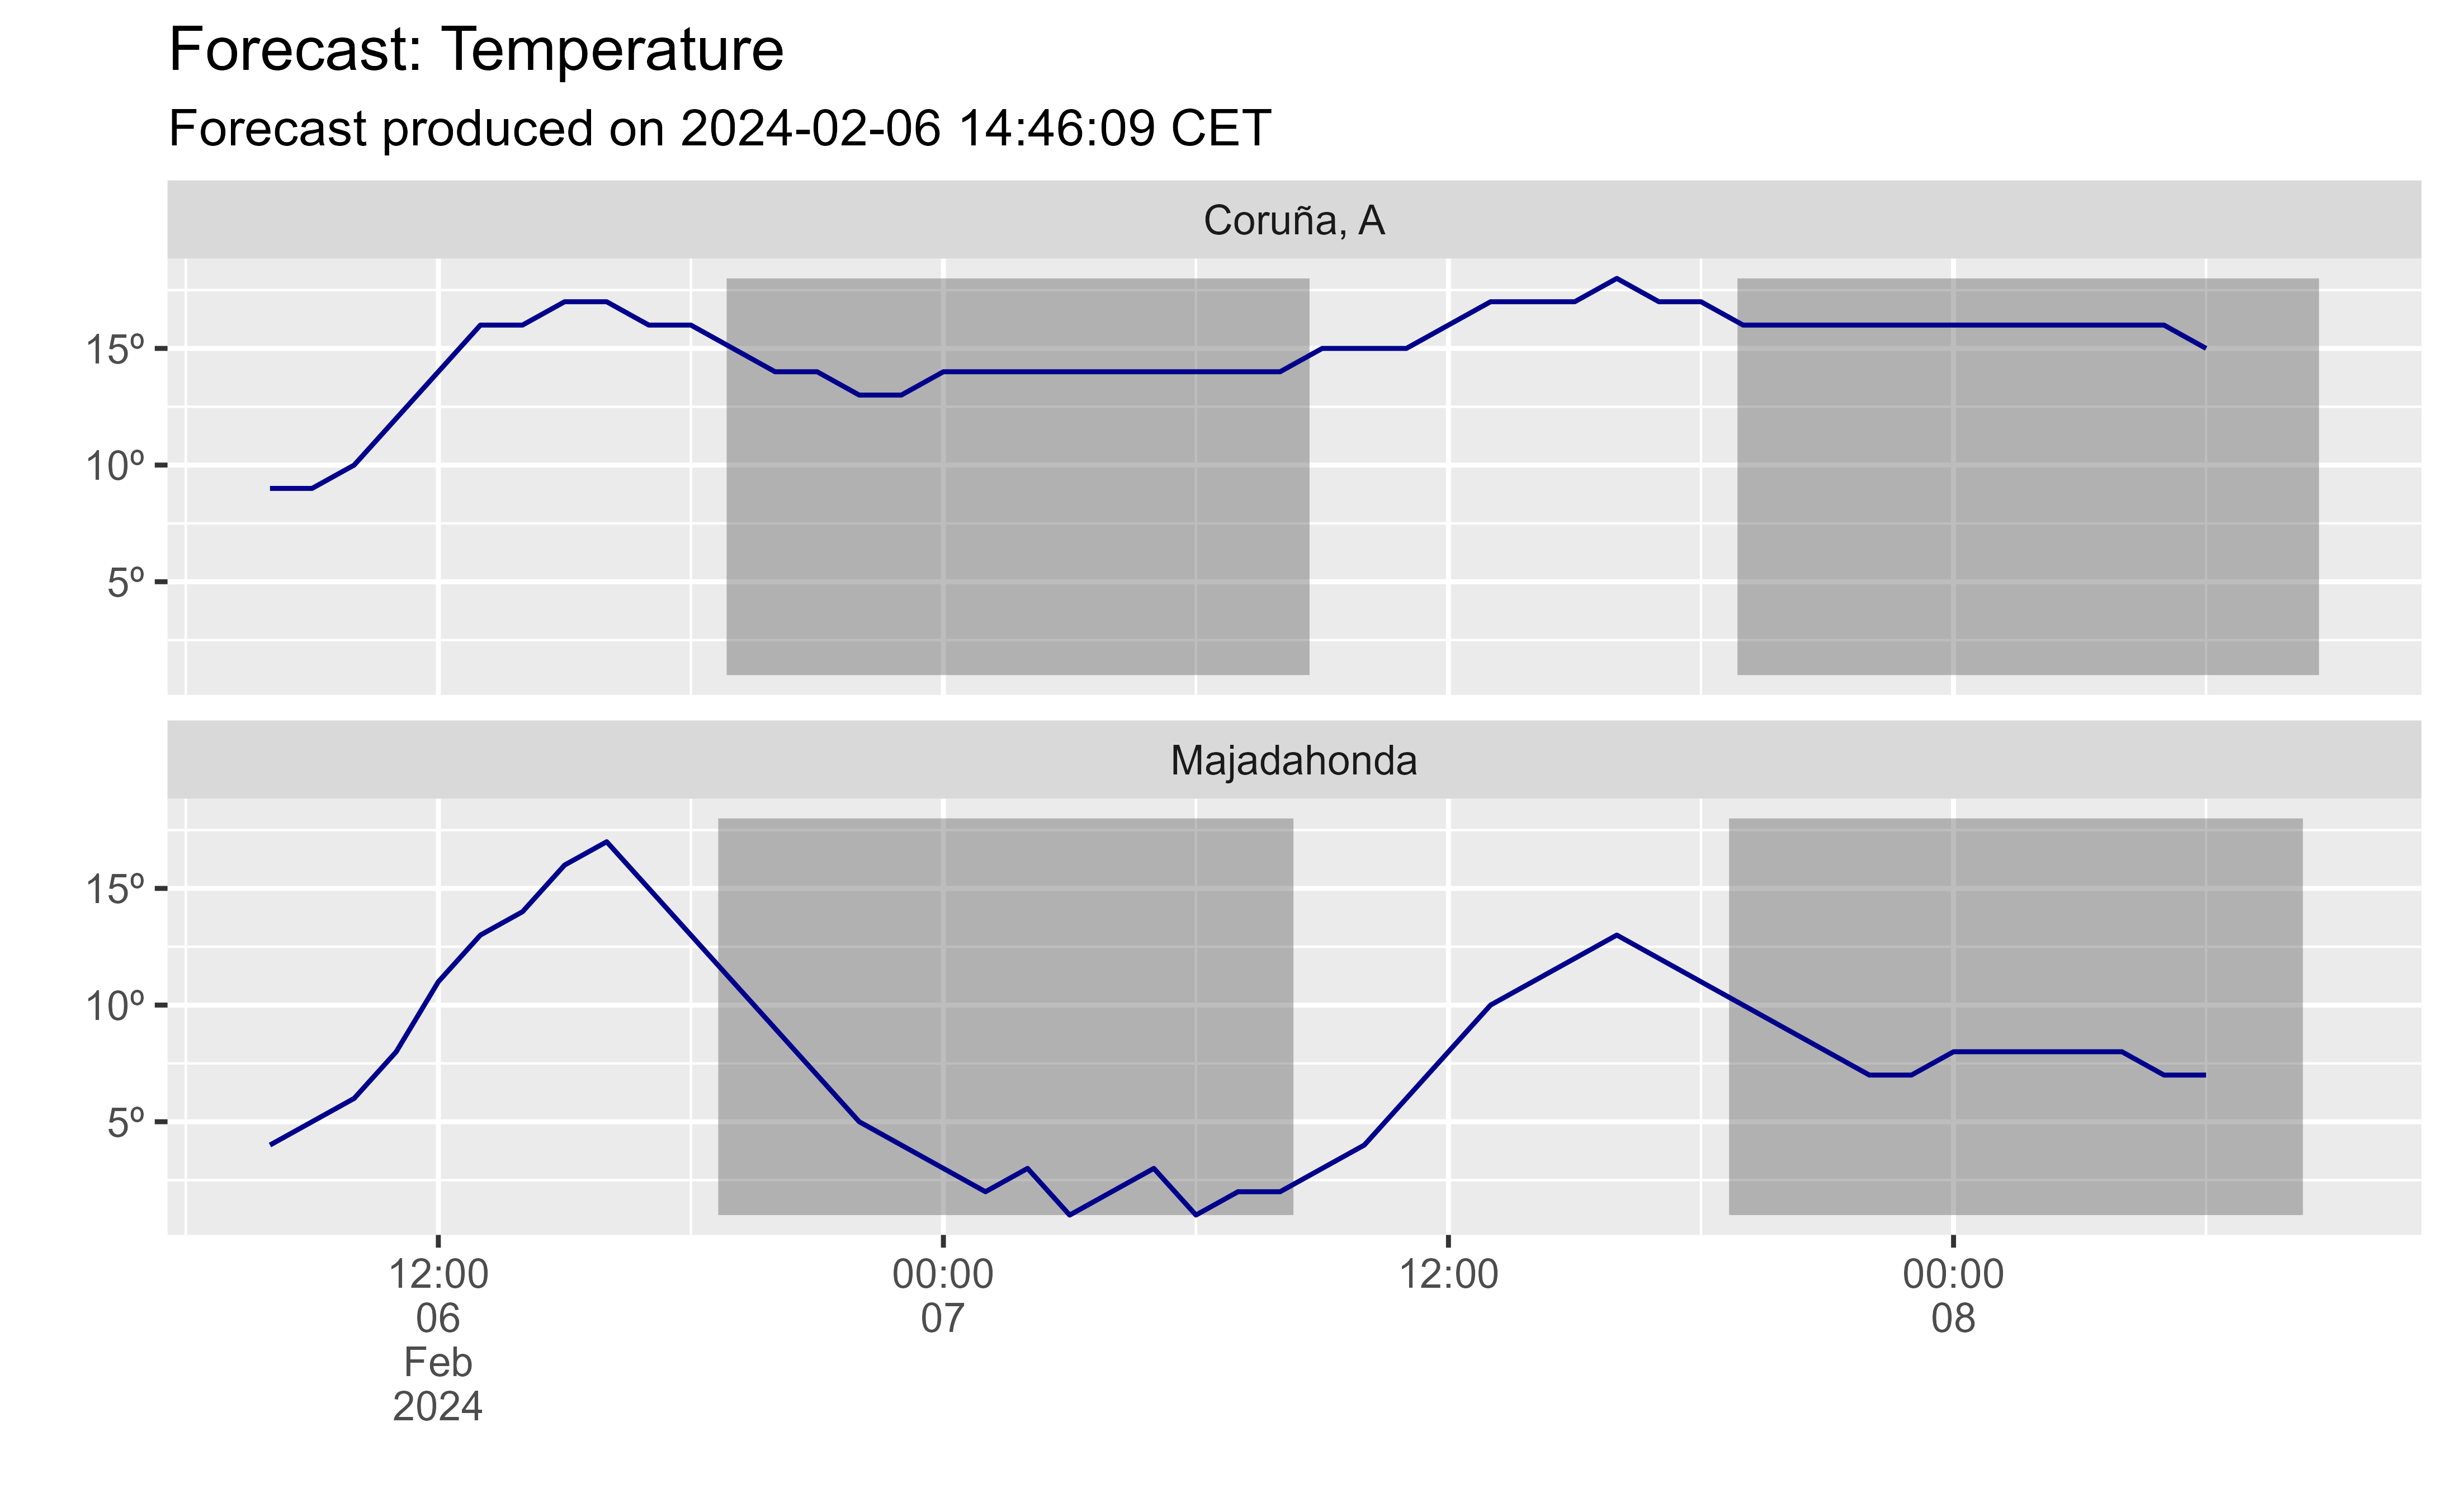 Forecast: Temperature
Forecast produced on 2024-02-06 14:46:09 CET
Coruña, A
15º
10º
5º
Majadahonda
15º
10º
5º
12:00 00:00 12:00 00:00
06 07 08
Feb
2024